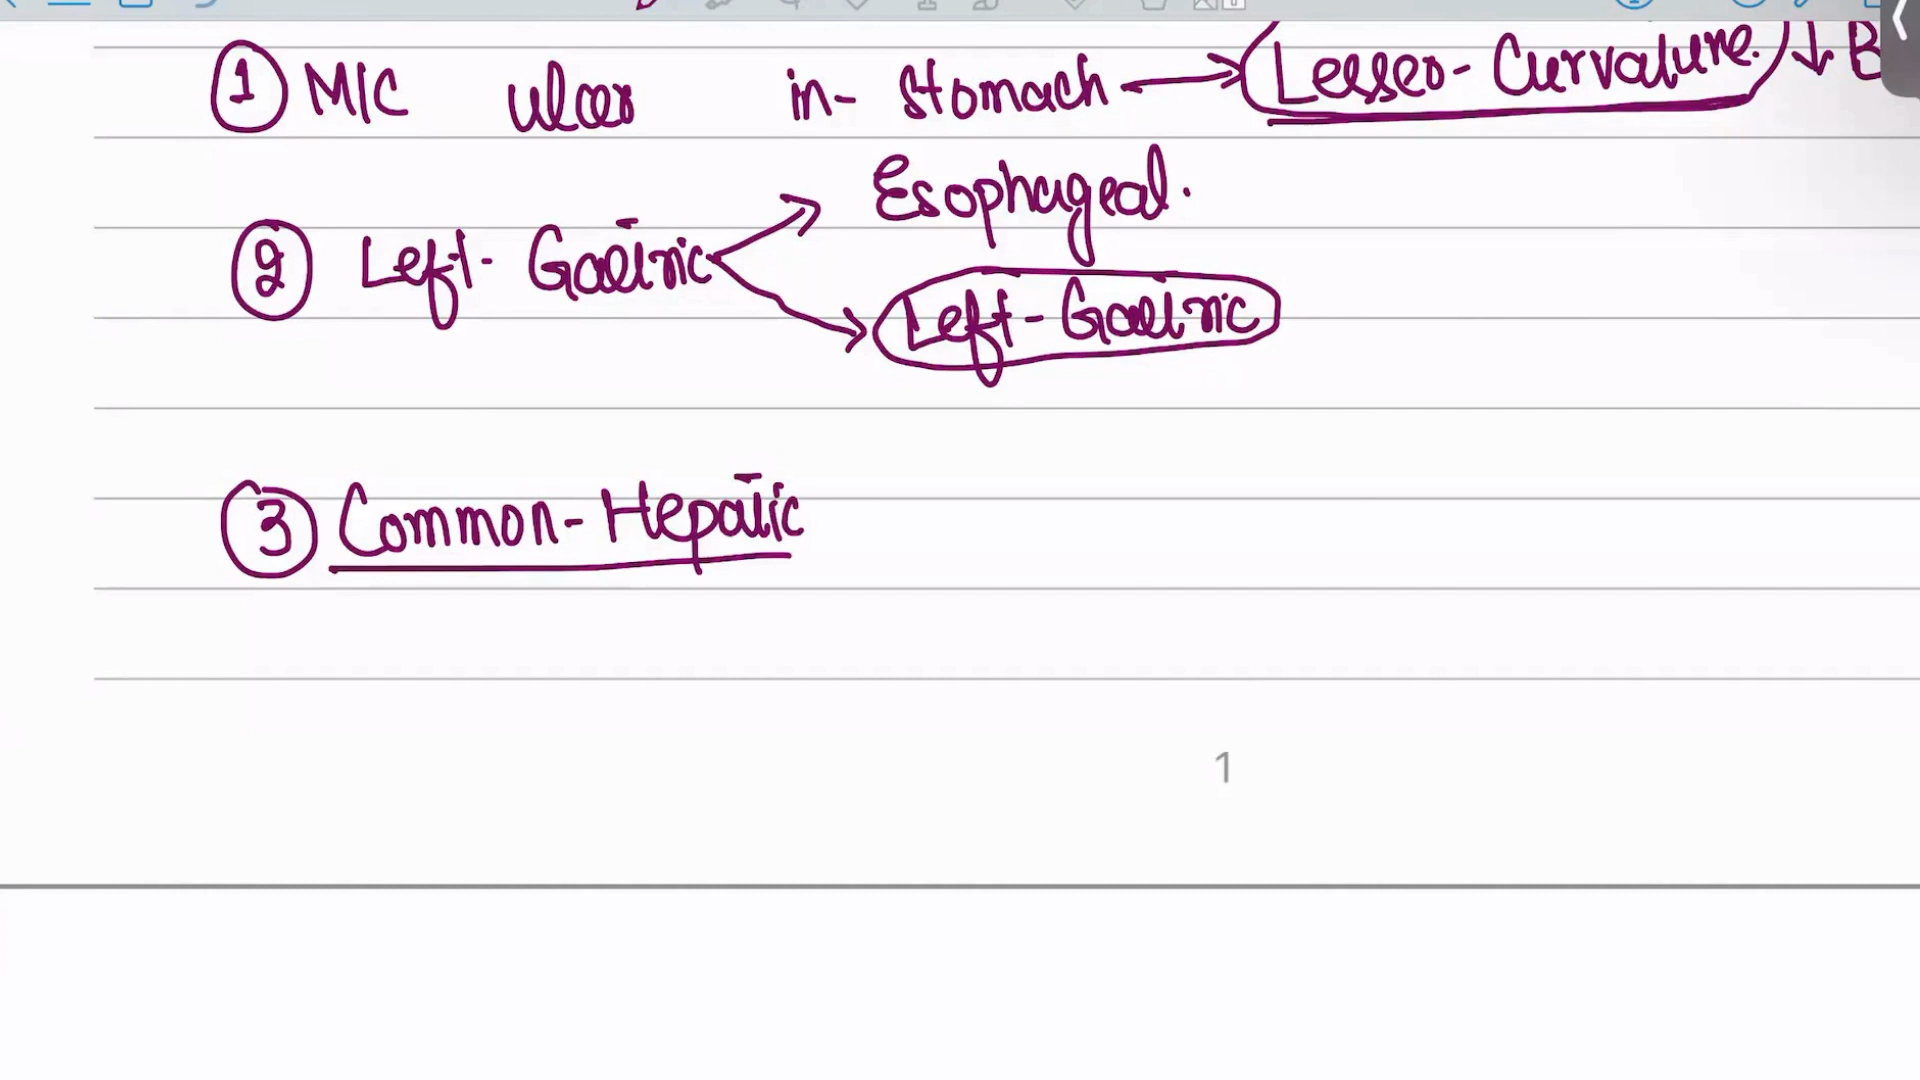 ① M/C ulcer in- Stomach → Lesser- Curvature. ↓ B
Esophageal.
② Left- Gastric
Left- Gastric
③ Common- Hepatic
1